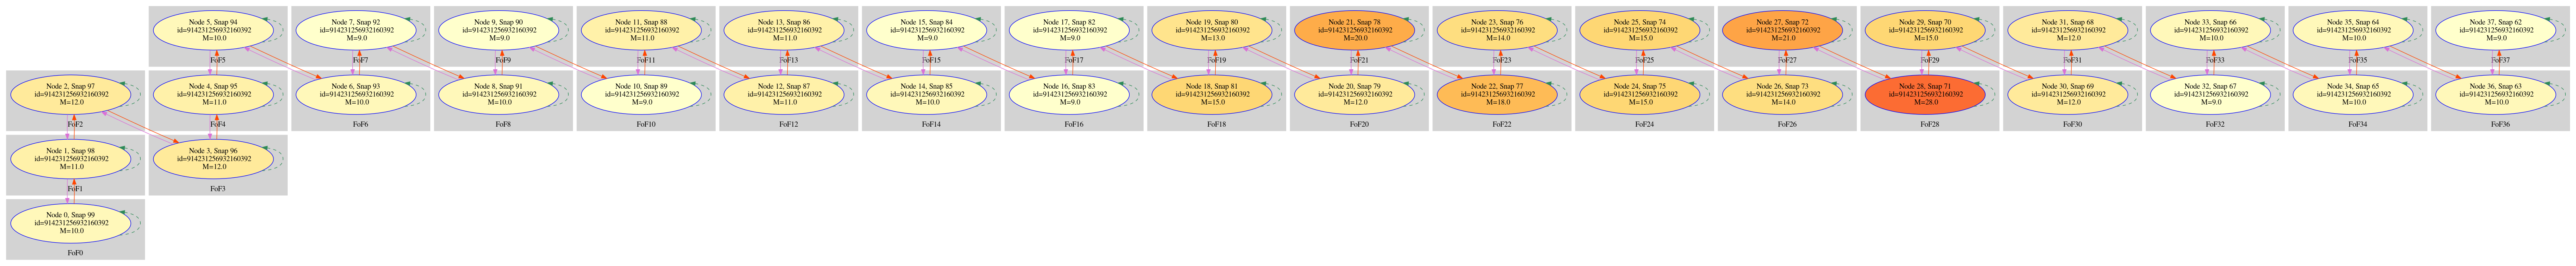 Node 5, Snap 94
id=914231256932160392
M=10.0
FoF5
Node 7, Snap 92
id=914231256932160392
M=9.0
FoF7
Node 9, Snap 90
id=914231256932160392
M=9.0
FoF9
Node 11, Snap 88
id=914231256932160392
M=11.0
FoF11
Node 13, Snap 86
id=914231256932160392
M=11.0
FoF13
Node 15, Snap 84
id=914231256932160392
M=9.0
FoF15
Node 17, Snap 82
id=914231256932160392
M=9.0
FoF17
Node 19, Snap 80
id=914231256932160392
M=13.0
FoF19
Node 21, Snap 78
id=914231256932160392
M=20.0
FoF21
Node 23, Snap 76
id=914231256932160392
M=14.0
FoF23
Node 25, Snap 74
id=914231256932160392
M=15.0
FoF25
Node 27, Snap 72
id=914231256932160392
M=21.0
FoF27
Node 29, Snap 70
id=914231256932160392
M=15.0
FoF29
Node 31, Snap 68
id=914231256932160392
M=12.0
FoF31
Node 33, Snap 66
id=914231256932160392
M=10.0
FoF33
Node 35, Snap 64
id=914231256932160392
M=10.0
FoF35
Node 37, Snap 62
id=914231256932160392
M=9.0
FoF37
Node 2, Snap 97
id=914231256932160392
M=12.0
FoF2
Node 4, Snap 95
id=914231256932160392
M=11.0
FoF4
Node 6, Snap 93
id=914231256932160392
M=10.0
FoF6
Node 8, Snap 91
id=914231256932160392
M=10.0
FoF8
Node 10, Snap 89
id=914231256932160392
M=9.0
FoF10
Node 12, Snap 87
id=914231256932160392
M=11.0
FoF12
Node 14, Snap 85
id=914231256932160392
M=10.0
FoF14
Node 16, Snap 83
id=914231256932160392
M=9.0
FoF16
Node 18, Snap 81
id=914231256932160392
M=15.0
FoF18
Node 20, Snap 79
id=914231256932160392
M=12.0
FoF20
Node 22, Snap 77
id=914231256932160392
M=18.0
FoF22
Node 24, Snap 75
id=914231256932160392
M=15.0
FoF24
Node 26, Snap 73
id=914231256932160392
M=14.0
FoF26
Node 28, Snap 71
id=914231256932160392
M=28.0
FoF28
Node 30, Snap 69
id=914231256932160392
M=12.0
FoF30
Node 32, Snap 67
id=914231256932160392
M=9.0
FoF32
Node 34, Snap 65
id=914231256932160392
M=10.0
FoF34
Node 36, Snap 63
id=914231256932160392
M=10.0
FoF36
Node 1, Snap 98
id=914231256932160392
M=11.0
FoF1
Node 3, Snap 96
id=914231256932160392
M=12.0
FoF3
Node 0, Snap 99
id=914231256932160392
M=10.0
FoF0